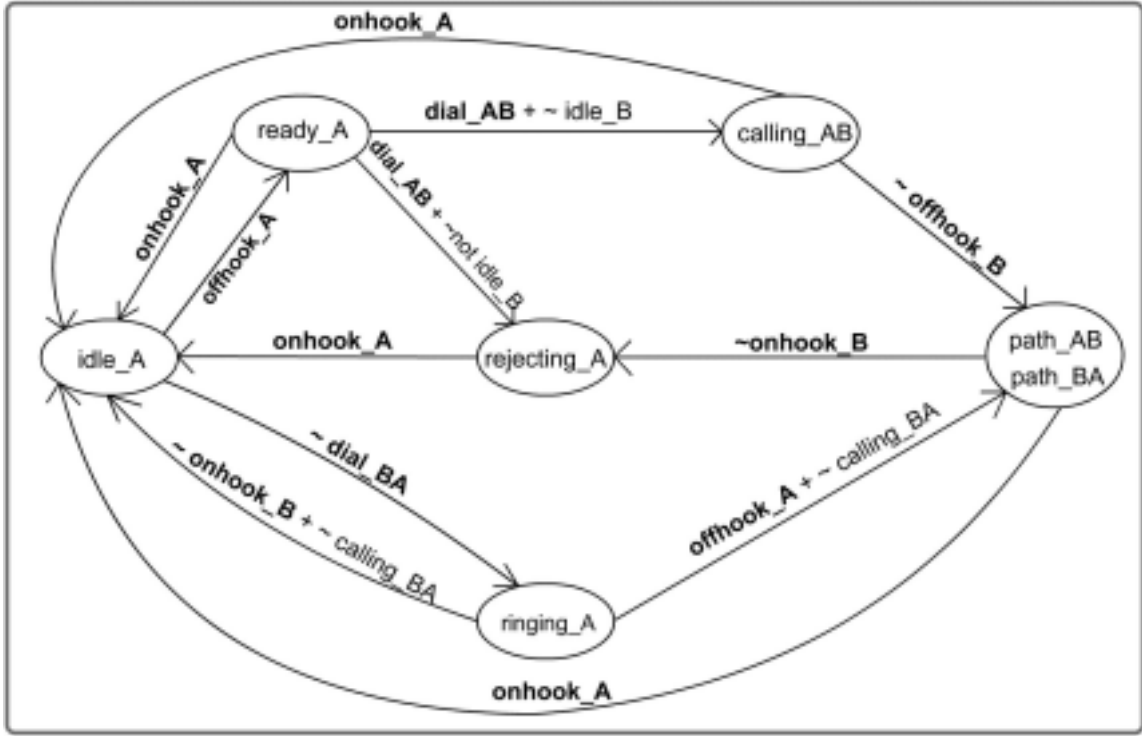 onhook_A
ready_A
dial_AB + ~ idle_B
calling_AB
onhook_A
offhook_A
dial_AB + ~not idle_B
~ offhook_B
idle_A
onhook_A
rejecting_A
~onhook_B
path_AB
path_BA
~ dial_BA
~ onhook_B + ~ calling_BA
offhook_A + ~ calling_BA
ringing_A
onhook_A